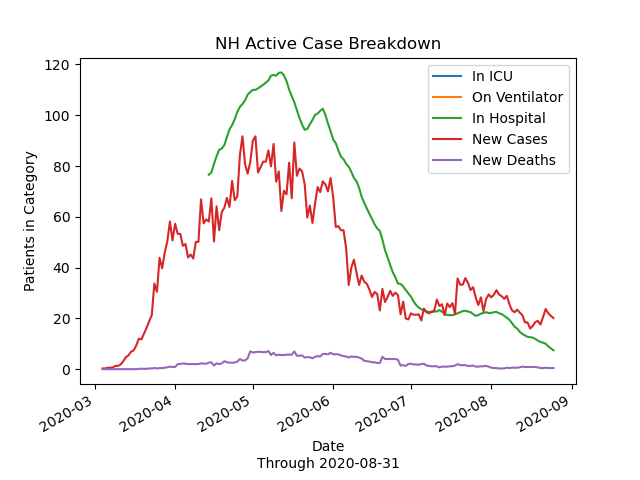 NH Active Case Breakdown
120
100
80
60
40
20
0
Patients in Category
In ICU
On Ventilator
In Hospital
New Cases
New Deaths
2020-03
2020-04
2020-05
2020-06
2020-07
2020-08
2020-09
Date
Through 2020-08-31